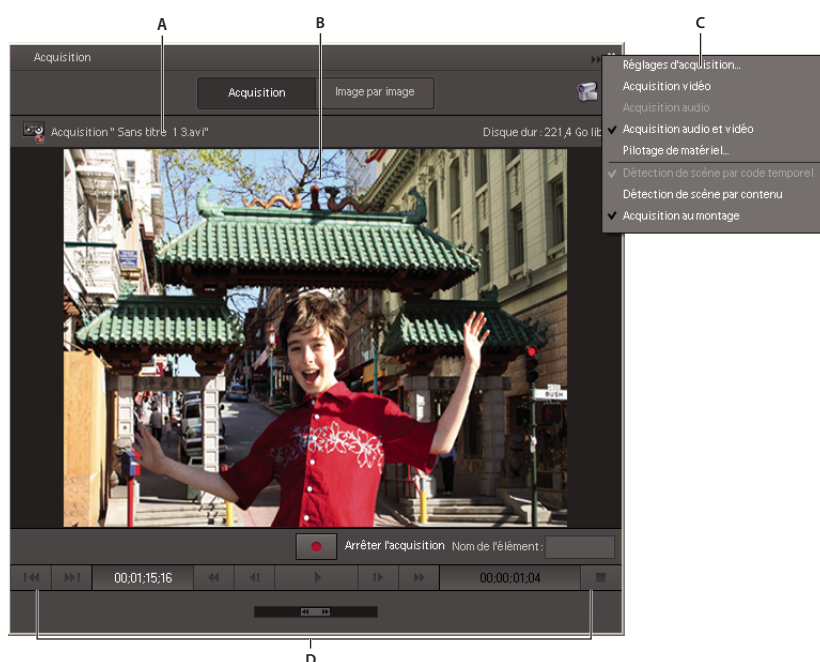 A
B
C
Acquisition
Réglages d'acquisition...
Acquisition
Image par image
Acquisition vidéo
Acquisition audio
Acquisition " Sans titre 1 3.avi"
Disque dur : 221,4 Go lib
Acquisition audio et vidéo
Pilotage de matériel...
Détection de scène par code temporel
Détection de scène par contenu
Acquisition au montage
BUSH
Arrêter l'acquisition
Nom de l'élément :
00;01;15;16
00;00;01;04
D